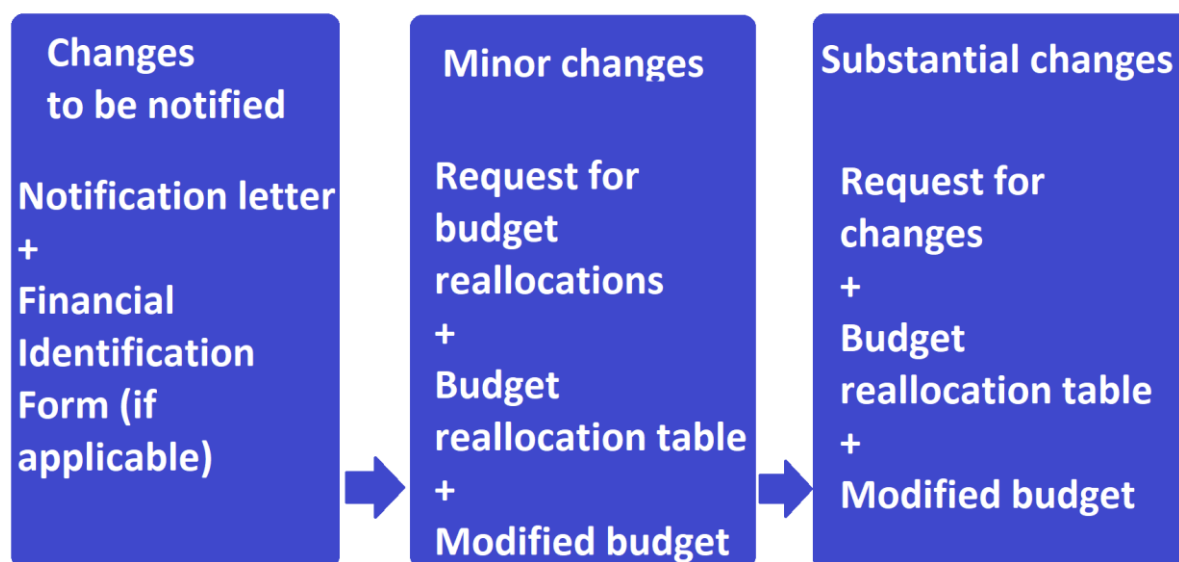 Changes
to be notified
Notification letter
+
Financial
Identification
Form (if
applicable)
Minor changes
Request for
budget
reallocations
+
Budget
reallocation table
+
Modified budget
Substantial changes
Request for
changes
+
Budget
reallocation table
+
Modified budget